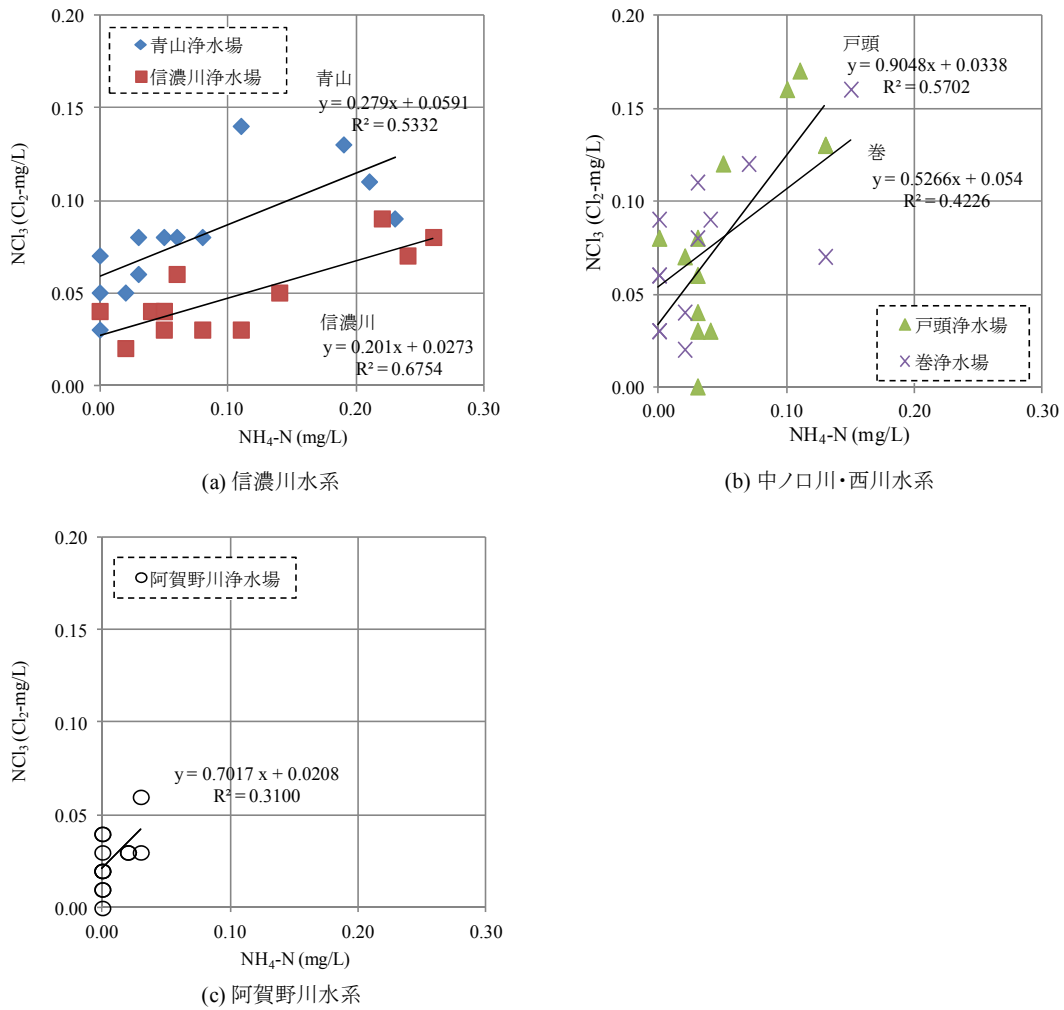 0.20
0.15
0.10
0.05
0.00
NCl₃ (Cl₂-mg/L)
青山浄水場
信濃川浄水場
青山
y = 0.279x + 0.0591
R² = 0.5332
信濃川
y = 0.201x + 0.0273
R² = 0.6754
0.00 0.10 0.20 0.30
NH₄-N (mg/L)
(a) 信濃川水系
0.20
0.15
0.10
0.05
0.00
NCl₃ (Cl₂-mg/L)
戸頭
y = 0.9048x + 0.0338
R² = 0.5702
巻
y = 0.5266x + 0.054
R² = 0.4226
戸頭浄水場
巻浄水場
0.00 0.10 0.20 0.30
NH₄-N (mg/L)
(b) 中ノ口川・西川水系
0.20
0.15
0.10
0.05
0.00
NCl₃ (Cl₂-mg/L)
阿賀野川浄水場
y = 0.7017 x + 0.0208
R² = 0.3100
0.00 0.10 0.20 0.30
NH₄-N (mg/L)
(c) 阿賀野川水系